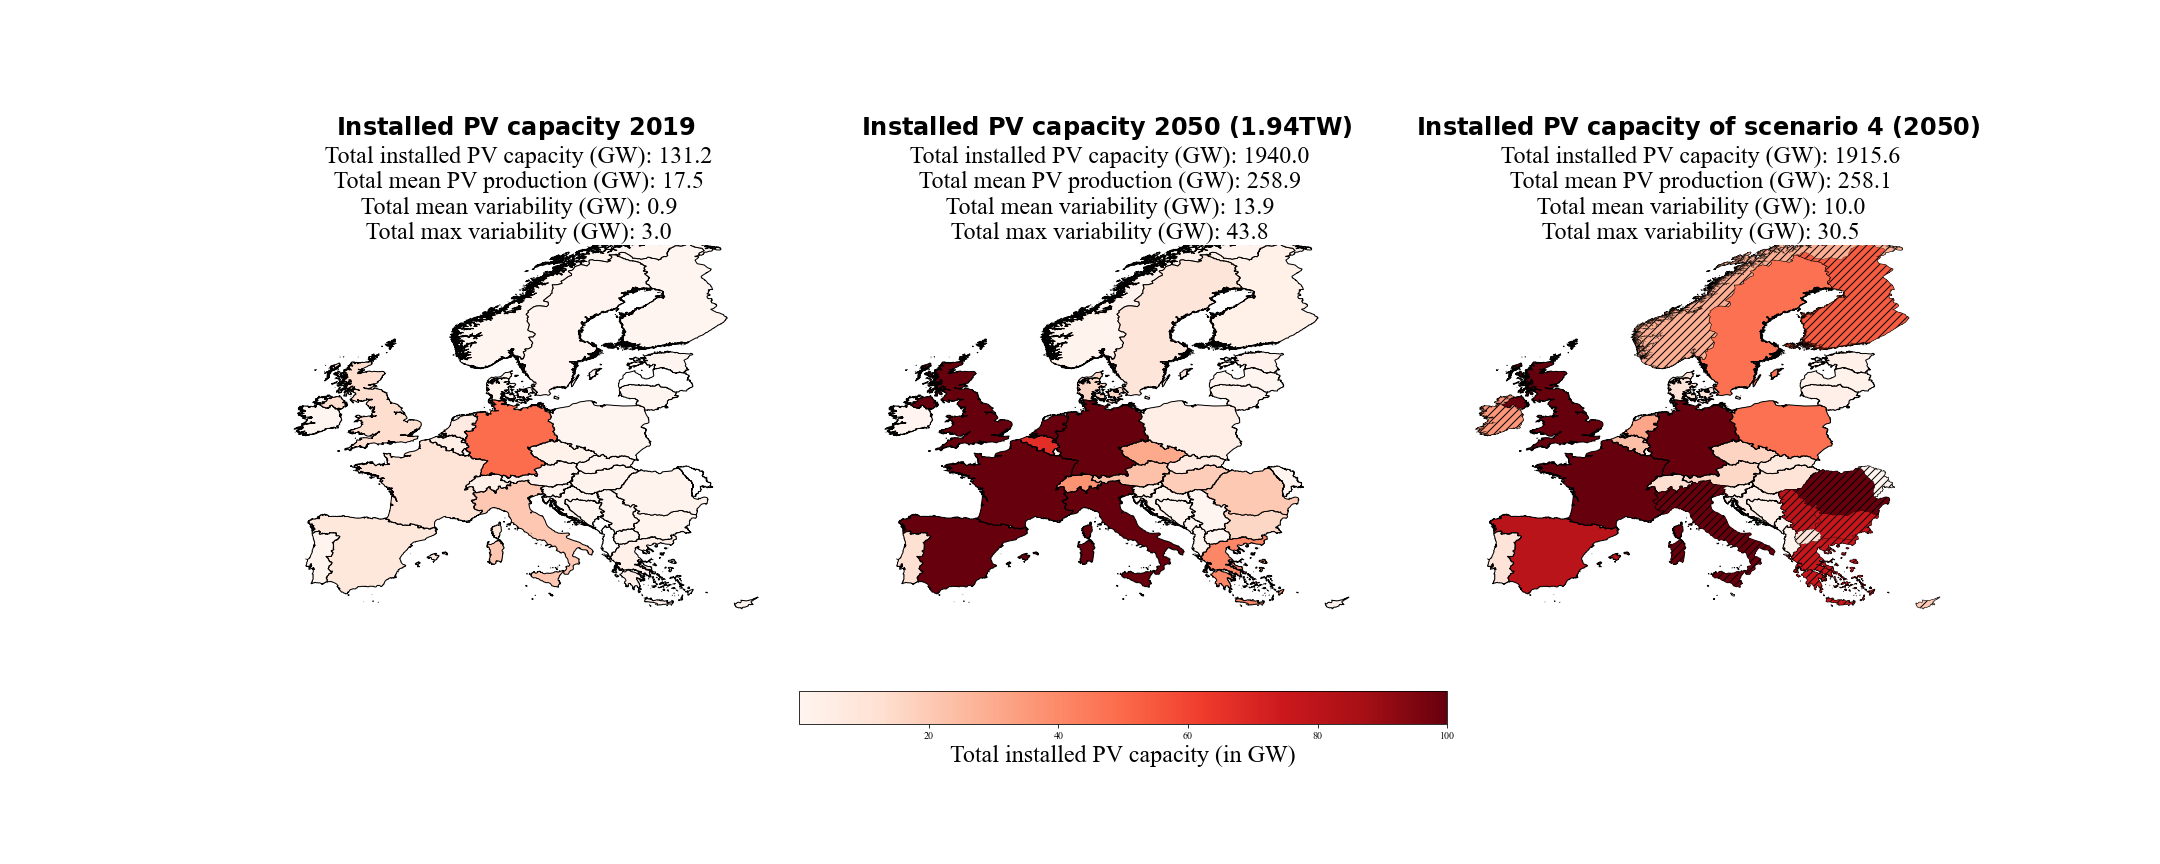 Installed PV capacity 2019
Total installed PV capacity (GW): 131.2
Total mean PV production (GW): 17.5
Total mean variability (GW): 0.9
Total max variability (GW): 3.0
Installed PV capacity 2050 (1.94TW)
Total installed PV capacity (GW): 1940.0
Total mean PV production (GW): 258.9
Total mean variability (GW): 13.9
Total max variability (GW): 43.8
Installed PV capacity of scenario 4 (2050)
Total installed PV capacity (GW): 1915.6
Total mean PV production (GW): 258.1
Total mean variability (GW): 10.0
Total max variability (GW): 30.5
20 40 60 80 100
Total installed PV capacity (in GW)